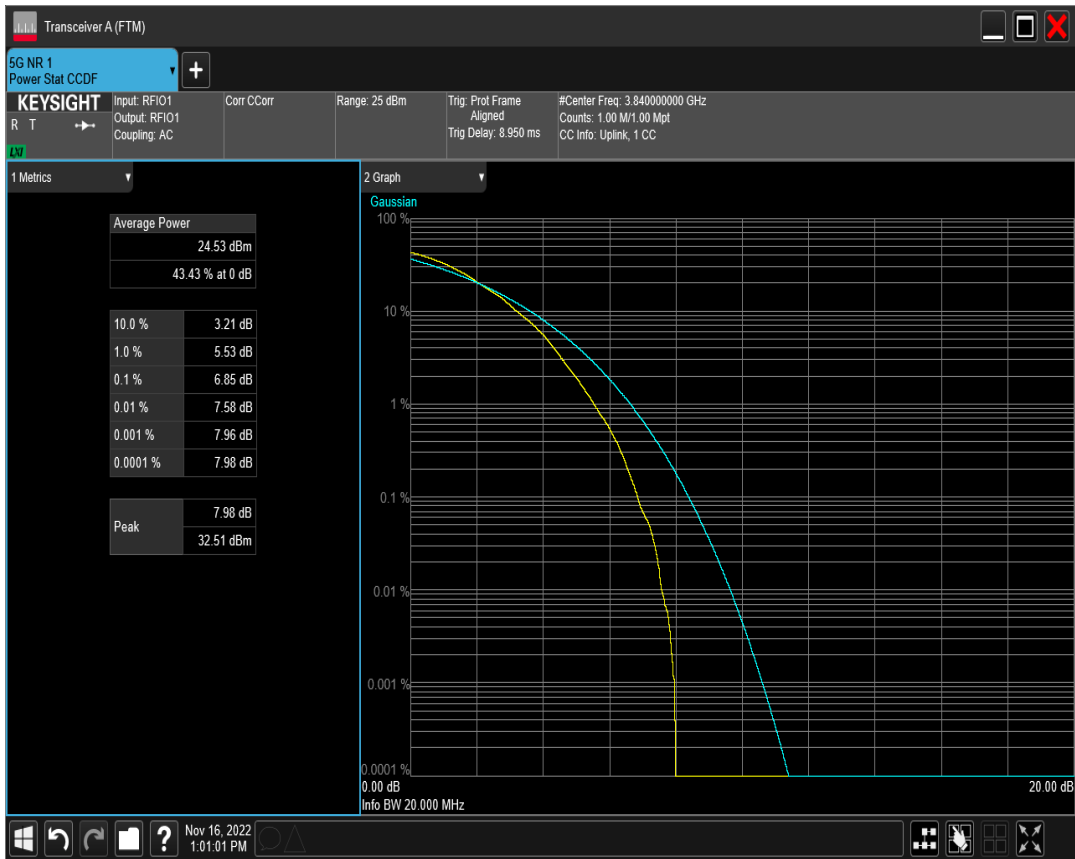 Transceiver A (FTM)
5G NR 1
Power Stat CCDF
+
KEYSIGHT
R T
LXI
Input: RFIO1
Output: RFIO1
Coupling: AC
Corr CCorr
Range: 25 dBm
Trig: Prot Frame
Aligned
Trig Delay: 8.950 ms
#Center Freq: 3.840000000 GHz
Counts: 1.00 M/1.00 Mpt
CC Info: Uplink, 1 CC
1 Metrics
Average Power
24.53 dBm
43.43 % at 0 dB
10.0 % 3.21 dB
1.0 % 5.53 dB
0.1 % 6.85 dB
0.01 % 7.58 dB
0.001 % 7.96 dB
0.0001 % 7.98 dB
Peak
7.98 dB
32.51 dBm
2 Graph
Gaussian
100 %
10 %
1 %
0.1 %
0.01 %
0.001 %
0.0001 %
0.00 dB 20.00 dB
Info BW 20.000 MHz
?
Nov 16, 2022
1:01:01 PM